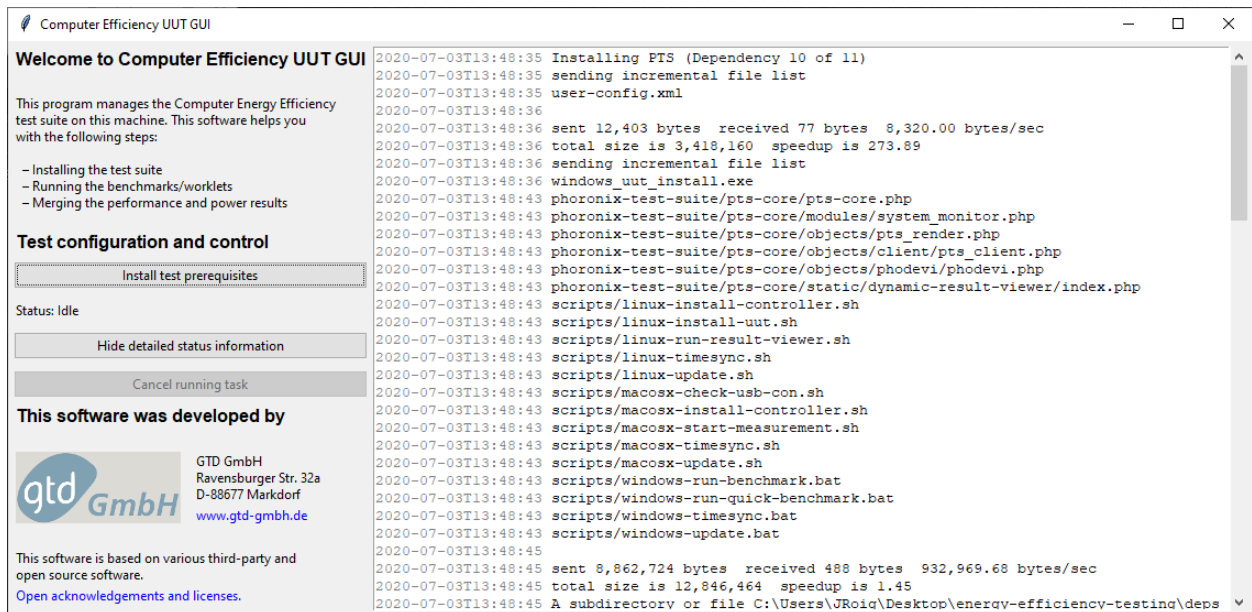 Computer Efficiency UUT GUI
Welcome to Computer Efficiency UUT GUI
This program manages the Computer Energy Efficiency
test suite on this machine. This software helps you
with the following steps:
– Installing the test suite
– Running the benchmarks/worklets
– Merging the performance and power results
Test configuration and control
Install test prerequisites
Status: Idle
Hide detailed status information
Cancel running task
This software was developed by
gtd GmbH
GTD GmbH
Ravensburger Str. 32a
D-88677 Markdorf
www.gtd-gmbh.de
This software is based on various third-party and
open source software.
Open acknowledgements and licenses.
2020-07-03T13:48:35 Installing PTS (Dependency 10 of 11)
2020-07-03T13:48:35 sending incremental file list
2020-07-03T13:48:35 user-config.xml
2020-07-03T13:48:36
2020-07-03T13:48:36 sent 12,403 bytes  received 77 bytes  8,320.00 bytes/sec
2020-07-03T13:48:36 total size is 3,418,160  speedup is 273.89
2020-07-03T13:48:36 sending incremental file list
2020-07-03T13:48:36 windows_uut_install.exe
2020-07-03T13:48:43 phoronix-test-suite/pts-core/pts-core.php
2020-07-03T13:48:43 phoronix-test-suite/pts-core/modules/system_monitor.php
2020-07-03T13:48:43 phoronix-test-suite/pts-core/objects/pts_render.php
2020-07-03T13:48:43 phoronix-test-suite/pts-core/objects/client/pts_client.php
2020-07-03T13:48:43 phoronix-test-suite/pts-core/objects/phodevi/phodevi.php
2020-07-03T13:48:43 phoronix-test-suite/pts-core/static/dynamic-result-viewer/index.php
2020-07-03T13:48:43 scripts/linux-install-controller.sh
2020-07-03T13:48:43 scripts/linux-install-uut.sh
2020-07-03T13:48:43 scripts/linux-run-result-viewer.sh
2020-07-03T13:48:43 scripts/linux-timesync.sh
2020-07-03T13:48:43 scripts/linux-update.sh
2020-07-03T13:48:43 scripts/macosx-check-usb-con.sh
2020-07-03T13:48:43 scripts/macosx-install-controller.sh
2020-07-03T13:48:43 scripts/macosx-start-measurement.sh
2020-07-03T13:48:43 scripts/macosx-timesync.sh
2020-07-03T13:48:43 scripts/macosx-update.sh
2020-07-03T13:48:43 scripts/windows-run-benchmark.bat
2020-07-03T13:48:43 scripts/windows-run-quick-benchmark.bat
2020-07-03T13:48:43 scripts/windows-timesync.bat
2020-07-03T13:48:43 scripts/windows-update.bat
2020-07-03T13:48:45
2020-07-03T13:48:45 sent 8,862,724 bytes  received 488 bytes  932,969.68 bytes/sec
2020-07-03T13:48:45 total size is 12,846,464  speedup is 1.45
2020-07-03T13:48:45 A subdirectory or file C:\Users\JRoig\Desktop\energy-efficiency-testing\deps